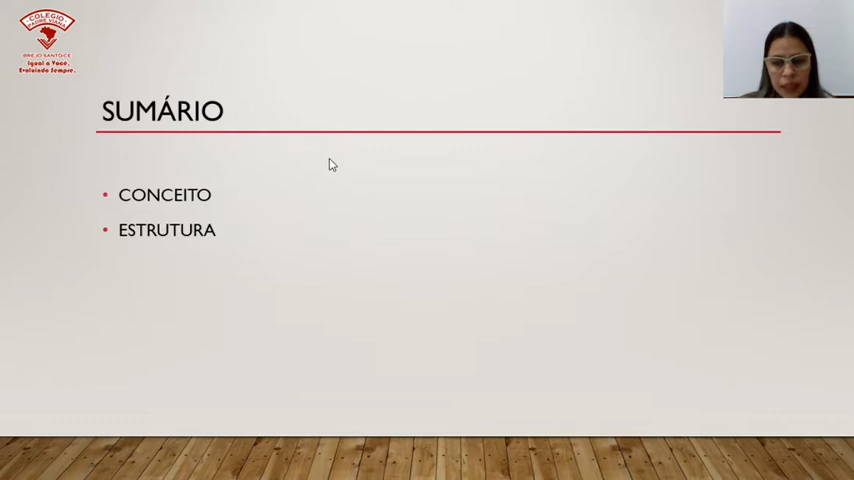 COLÉGIO
PADRE VIANA
BREJO SANTO-CE
Igual a Você,
Evoluindo Sempre.
SUMÁRIO
• CONCEITO
• ESTRUTURA